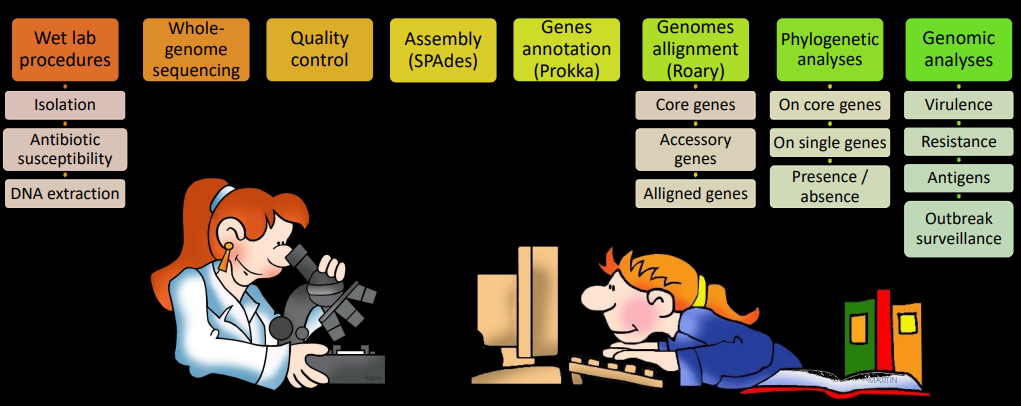 Wet lab
procedures
Isolation
Antibiotic
susceptibility
DNA extraction
Whole-
genome
sequencing
Quality
control
Assembly
(SPAdes)
Genes
annotation
(Prokka)
Genomes
allignment
(Roary)
Core genes
Accessory
genes
Alligned genes
Phylogenetic
analyses
On core genes
On single genes
Presence /
absence
Genomic
analyses
Virulence
Resistance
Antigens
Outbreak
surveillance
MARTIN